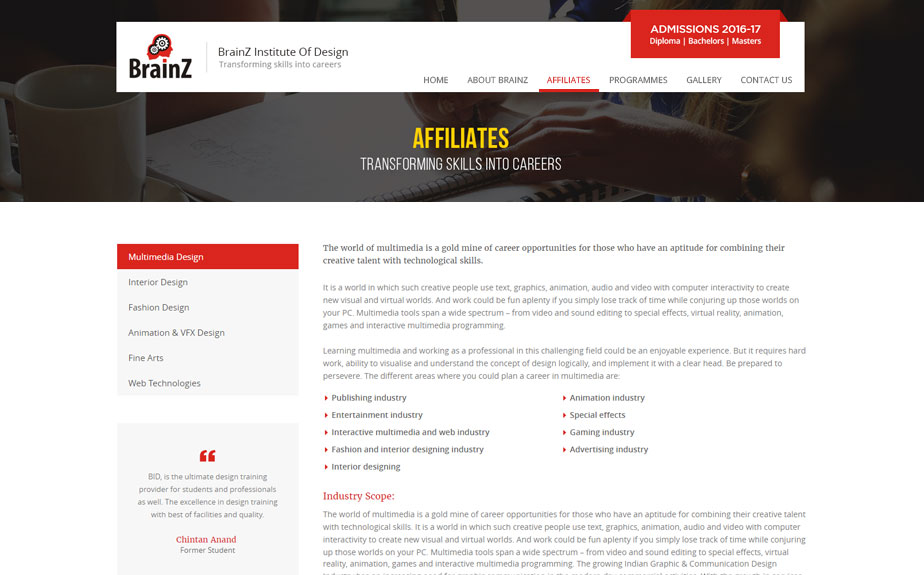 ADMISSIONS 2016-17
Diploma | Bachelors | Masters
BrainZ
BrainZ Institute Of Design
Transforming skills into careers
HOME ABOUT BRAINZ AFFILIATES PROGRAMMES GALLERY CONTACT US
AFFILIATES
TRANSFORMING SKILLS INTO CAREERS
Multimedia Design
Interior Design
Fashion Design
Animation & VFX Design
Fine Arts
Web Technologies
BID, is the ultimate design training
provider for students and professionals
as well. The excellence in design training
with best of facilities and quality.
Chintan Anand
Former Student
The world of multimedia is a gold mine of career opportunities for those who have an aptitude for combining their
creative talent with technological skills.
It is a world in which such creative people use text, graphics, animation, audio and video with computer interactivity to create
new visual and virtual worlds. And work could be fun aplenty if you simply lose track of time while conjuring up those worlds on
your PC. Multimedia tools span a wide spectrum – from video and sound editing to special effects, virtual reality, animation,
games and interactive multimedia programming.
Learning multimedia and working as a professional in this challenging field could be an enjoyable experience. But it requires hard
work, ability to visualise and understand the concept of design logically, and implement it with a clear head. Be prepared to
persevere. The different areas where you could plan a career in multimedia are:
Publishing industry
Entertainment industry
Interactive multimedia and web industry
Fashion and interior designing industry
Interior designing
Animation industry
Special effects
Gaming industry
Advertising industry
Industry Scope:
The world of multimedia is a gold mine of career opportunities for those who have an aptitude for combining their creative talent
with technological skills. It is a world in which such creative people use text, graphics, animation, audio and video with computer
interactivity to create new visual and virtual worlds. And work could be fun aplenty if you simply lose track of time while conjuring
up those worlds on your PC. Multimedia tools span a wide spectrum – from video and sound editing to special effects, virtual
reality, animation, games and interactive multimedia programming. The growing Indian Graphic & Communication Design